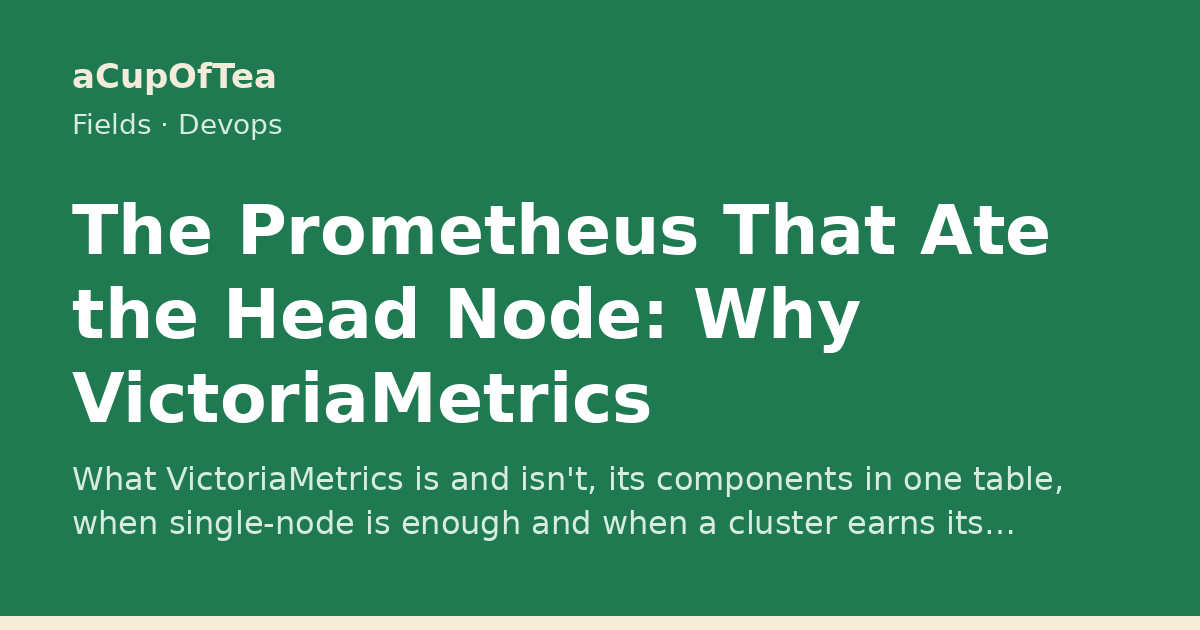 aCupOfTea
Fields · Devops
The Prometheus That Ate
the Head Node: Why
VictoriaMetrics
What VictoriaMetrics is and isn't, its components in one table,
when single-node is enough and when a cluster earns its…